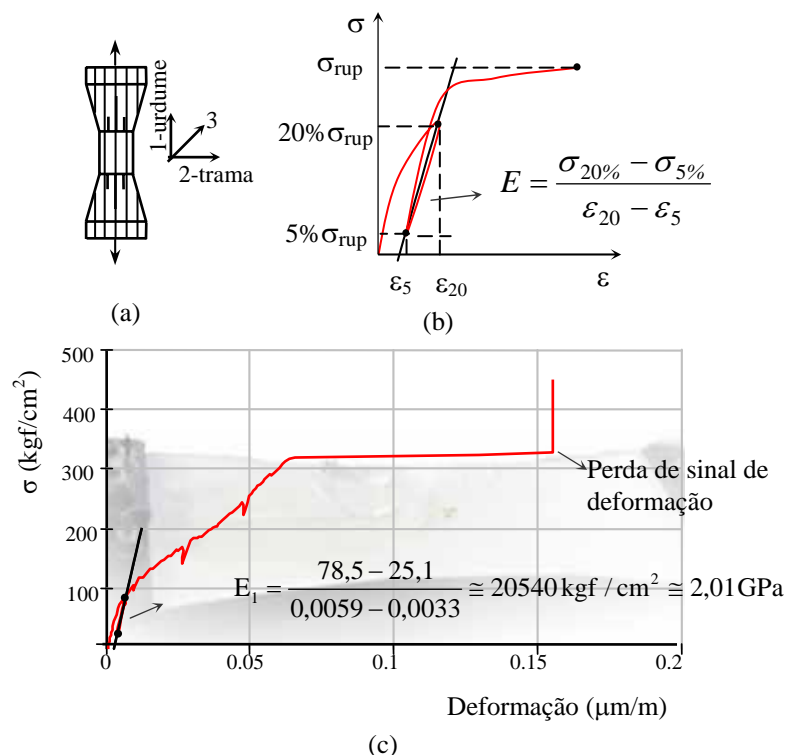 1-urdume
3
2-trama
(a)
σ
σrup
20%σrup
5%σrup
E = (σ20% − σ5%) / (ε20 − ε5)
ε5 ε20 ε
(b)
σ (kgf/cm²)
500
400
300
200
100
0 0.05 0.1 0.15 0.2
Perda de sinal de
deformação
E1 = (78,5 − 25,1) / (0,0059 − 0,0033) ≅ 20540 kgf / cm² ≅ 2,01GPa
Deformação (μm/m)
(c)